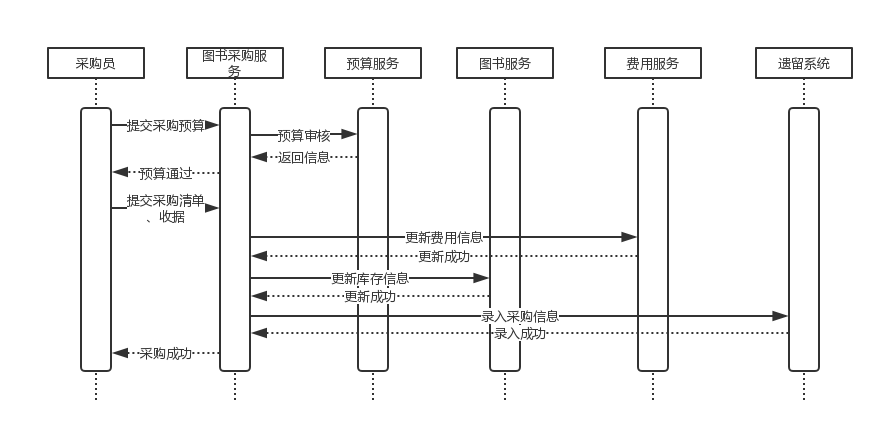 采购员
图书采购服
务
预算服务
图书服务
费用服务
遗留系统
提交采购预算
预算审核
返回信息
预算通过
提交采购清单
、收据
更新费用信息
更新成功
更新库存信息
更新成功
录入采购信息
录入成功
采购成功